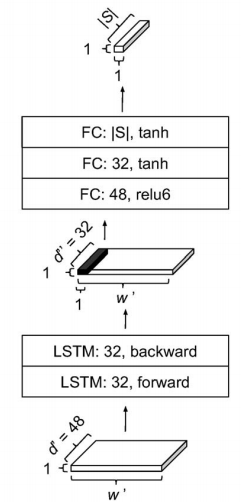 |S|
1
1
FC: |S|, tanh
FC: 32, tanh
FC: 48, relu6
d'' = 32
1
1
w '
LSTM: 32, backward
LSTM: 32, forward
d' = 48
1
w '